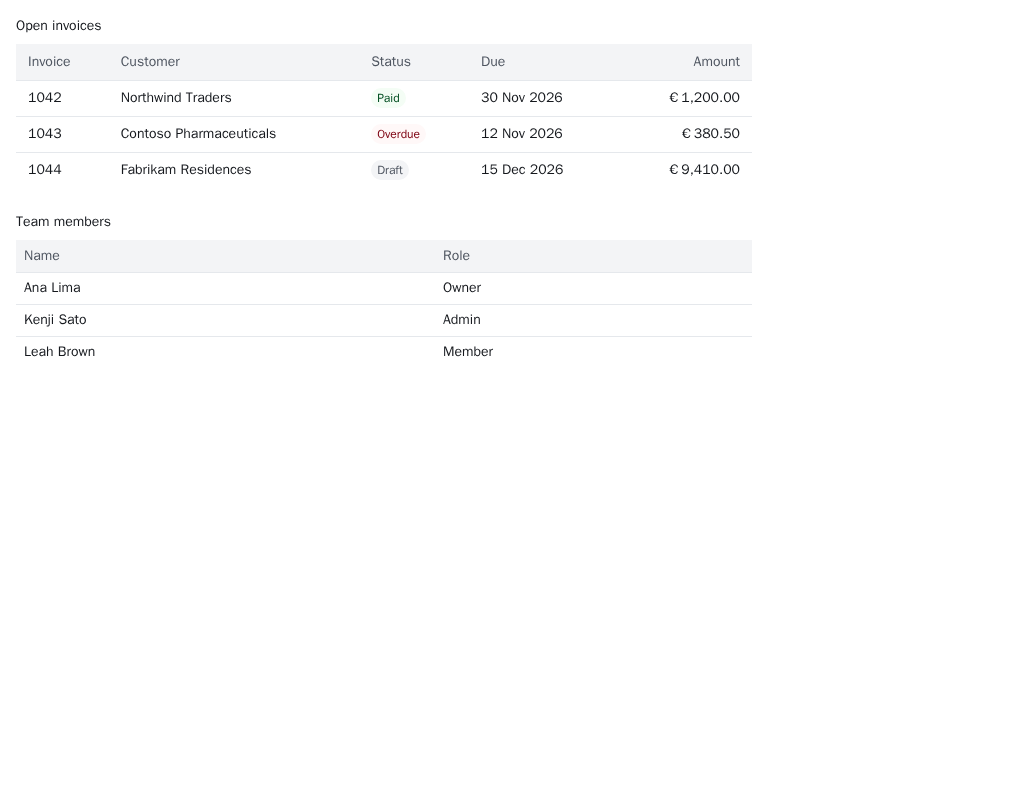 Open invoices
Invoice Customer Status Due Amount
1042 Northwind Traders Paid 30 Nov 2026 € 1,200.00
1043 Contoso Pharmaceuticals Overdue 12 Nov 2026 € 380.50
1044 Fabrikam Residences Draft 15 Dec 2026 € 9,410.00
Team members
Name Role
Ana Lima Owner
Kenji Sato Admin
Leah Brown Member